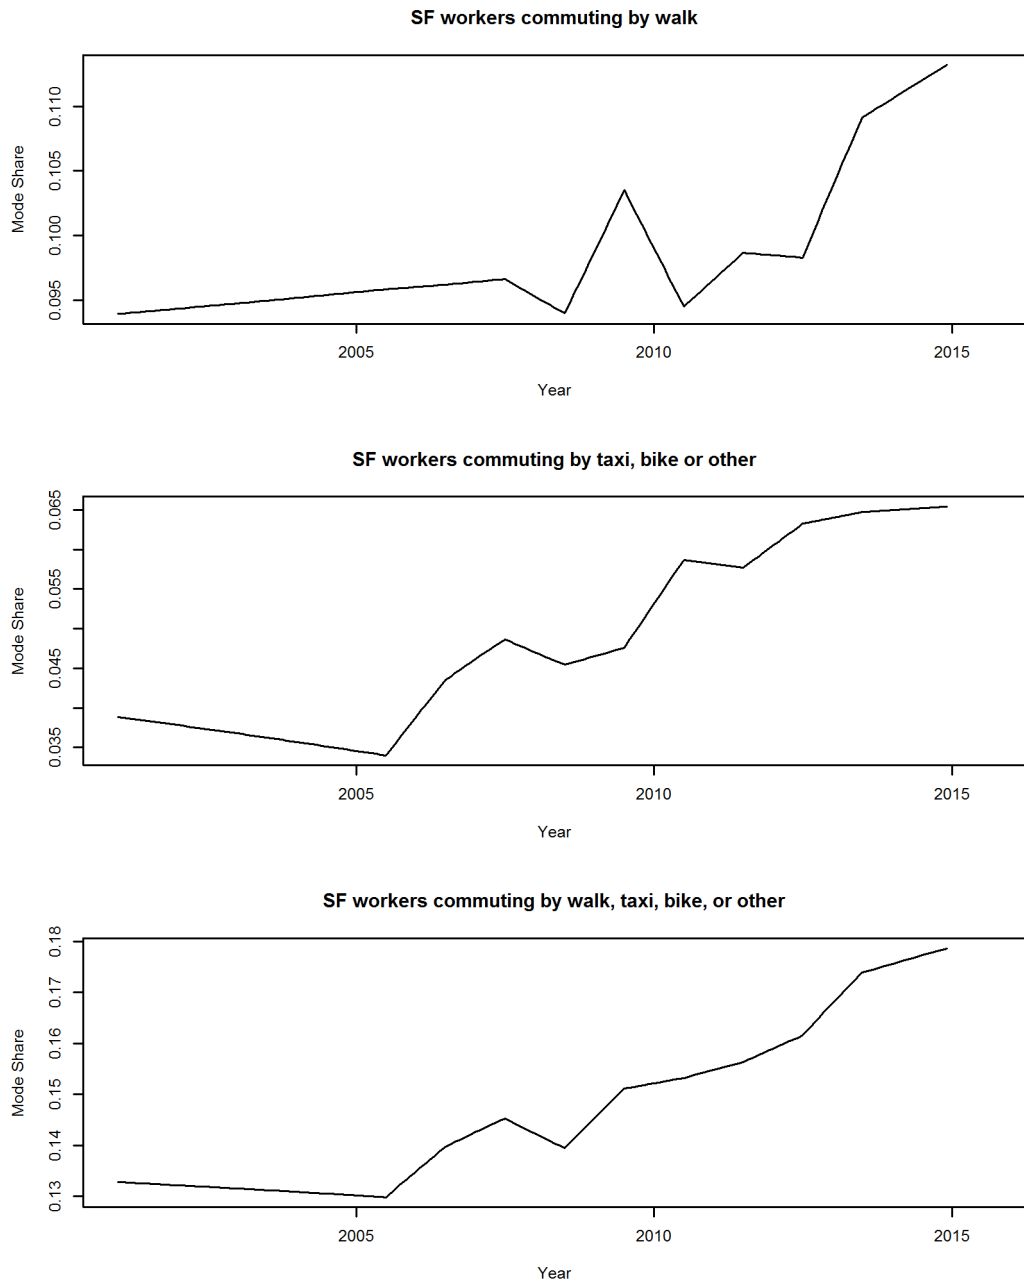 SF workers commuting by walk
0.110
0.105
0.100
0.095
Mode Share
2005 2010 2015
Year
SF workers commuting by taxi, bike or other
0.065
0.055
0.045
0.035
Mode Share
2005 2010 2015
Year
SF workers commuting by walk, taxi, bike, or other
0.18
0.17
0.16
0.15
0.14
0.13
Mode Share
2005 2010 2015
Year